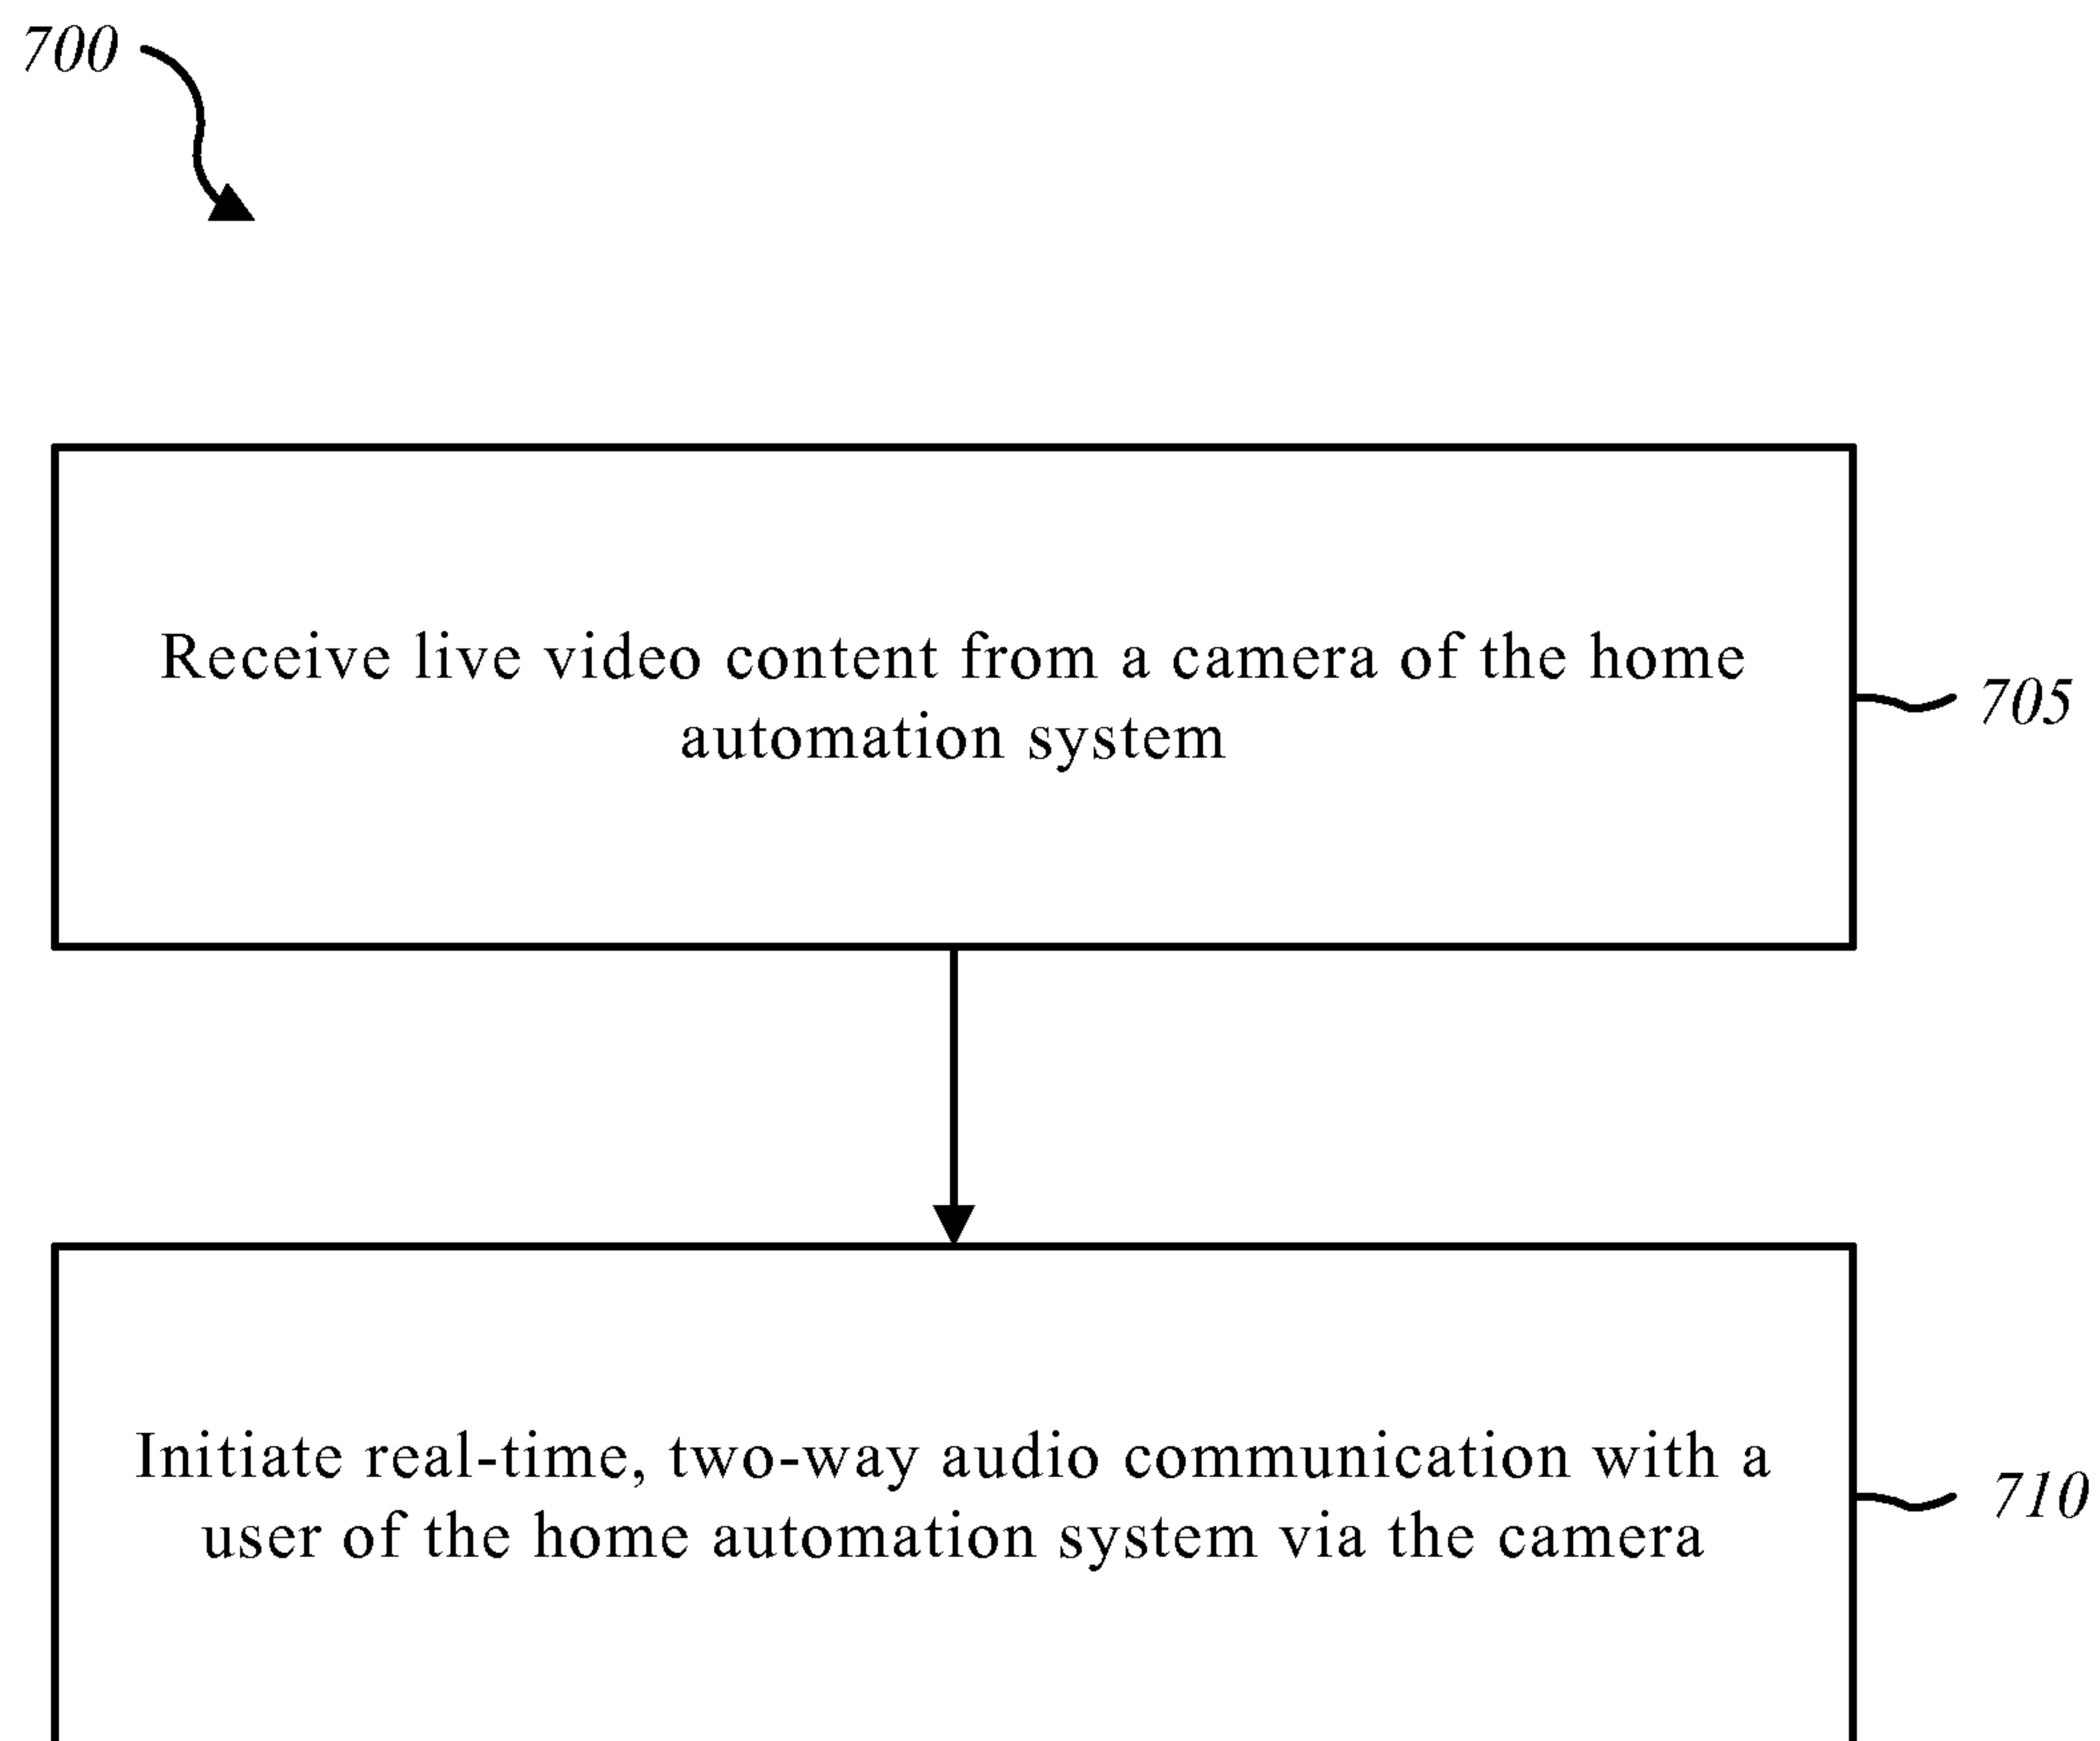 700
Receive live video content from a camera of the home
automation system
705
Initiate real-time, two-way audio communication with a
user of the home automation system via the camera
710